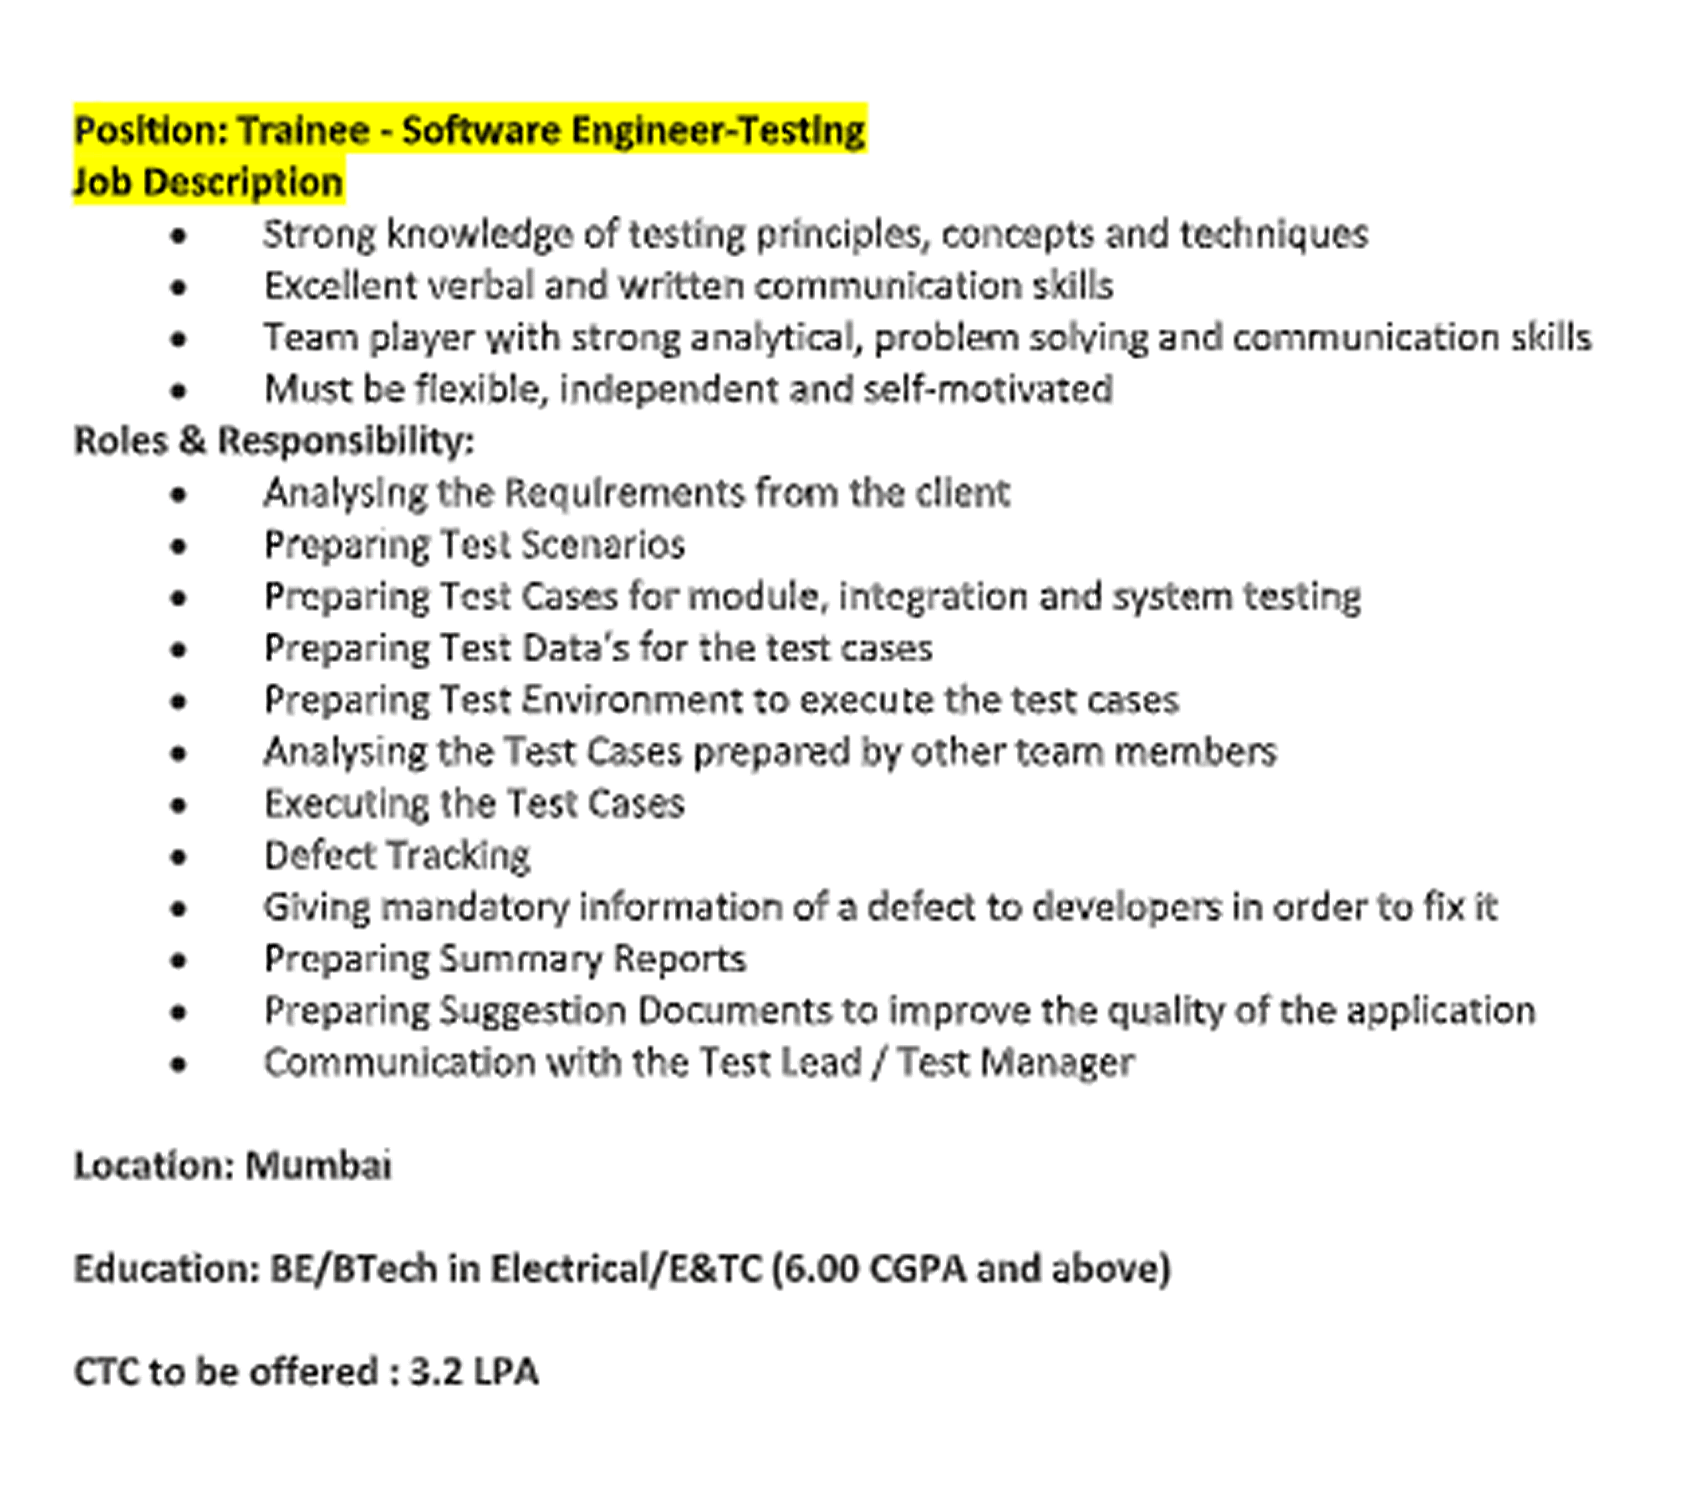 Position: Trainee - Software Engineer-Testing
Job Description
• Strong knowledge of testing principles, concepts and techniques
• Excellent verbal and written communication skills
• Team player with strong analytical, problem solving and communication skills
• Must be flexible, independent and self-motivated
Roles & Responsibility:
• Analysing the Requirements from the client
• Preparing Test Scenarios
• Preparing Test Cases for module, integration and system testing
• Preparing Test Data's for the test cases
• Preparing Test Environment to execute the test cases
• Analysing the Test Cases prepared by other team members
• Executing the Test Cases
• Defect Tracking
• Giving mandatory information of a defect to developers in order to fix it
• Preparing Summary Reports
• Preparing Suggestion Documents to improve the quality of the application
• Communication with the Test Lead / Test Manager
Location: Mumbai
Education: BE/BTech in Electrical/E&TC (6.00 CGPA and above)
CTC to be offered : 3.2 LPA